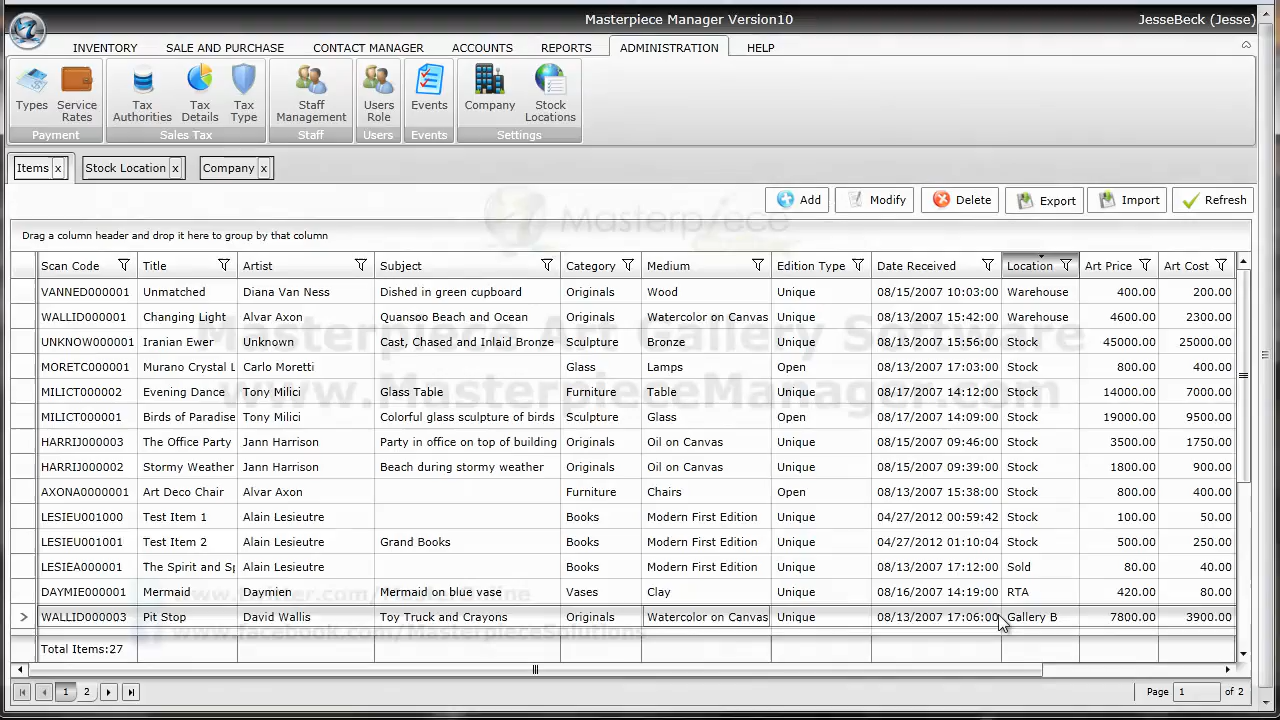 Masterpiece Manager Version10
JesseBeck (Jesse)
INVENTORY SALE AND PURCHASE CONTACT MANAGER ACCOUNTS REPORTS ADMINISTRATION HELP
Types Service Rates Tax Authorities Tax Details Tax Type Staff Management Users Role Events Company Stock Locations
Payment Sales Tax Staff Users Events Settings
Items x Stock Location x Company x
Add Modify Delete Export Import Refresh
Masterpiece
Drag a column header and drop it here to group by that column
Scan Code Title Artist Subject Category Medium Edition Type Date Received Location Art Price Art Cost
VANNED000001 Unmatched Diana Van Ness Dished in green cupboard Originals Wood Unique 08/15/2007 10:03:00 Warehouse 400.00 200.00
WALLID000001 Changing Light Alvar Axon Quansoo Beach and Ocean Originals Watercolor on Canvas Unique 08/13/2007 15:42:00 Warehouse 4600.00 2300.00
Masterpiece Art Gallery Software
UNKNOW000001 Iranian Ewer Unknown Cast, Chased and Inlaid Bronze Sculpture Bronze Unique 08/13/2007 15:56:00 Stock 45000.00 25000.00
MORETC000001 Murano Crystal L Carlo Moretti Glass Lamps Open 08/13/2007 17:03:00 Stock 800.00 400.00
MILICT000002 Evening Dance Tony Milici Glass Table Furniture Table Unique 08/17/2007 14:12:00 Stock 14000.00 7000.00
www.MasterpieceManager.com
MILICT000001 Birds of Paradise Tony Milici Colorful glass sculpture of birds Sculpture Glass Open 08/17/2007 14:09:00 Stock 19000.00 9500.00
HARRIJ000003 The Office Party Jann Harrison Party in office on top of building Originals Oil on Canvas Unique 08/15/2007 09:46:00 Stock 3500.00 1750.00
HARRIJ000002 Stormy Weather Jann Harrison Beach during stormy weather Originals Oil on Canvas Unique 08/15/2007 09:39:00 Stock 1800.00 900.00
AXONA0000001 Art Deco Chair Alvar Axon Furniture Chairs Open 08/13/2007 15:38:00 Stock 800.00 400.00
LESIEU001000 Test Item 1 Alain Lesieutre Books Modern First Edition Unique 04/27/2012 00:59:42 Stock 100.00 50.00
LESIEU001001 Test Item 2 Alain Lesieutre Grand Books Books Modern First Edition Unique 04/27/2012 01:10:04 Stock 500.00 250.00
LESIEA000001 The Spirit and Sp Alain Lesieutre Books Modern First Edition Unique 08/13/2007 17:12:00 Sold 80.00 40.00
DAYMIE000001 Mermaid Daymien Mermaid on blue vase Vases Clay Unique 08/16/2007 14:19:00 RTA 420.00 80.00
WALLID000003 Pit Stop David Wallis Toy Truck and Crayons Originals Watercolor on Canvas Unique 08/13/2007 17:06:00 Gallery B 7800.00 3900.00
Total Items:27
1 2 Page 1 of 2